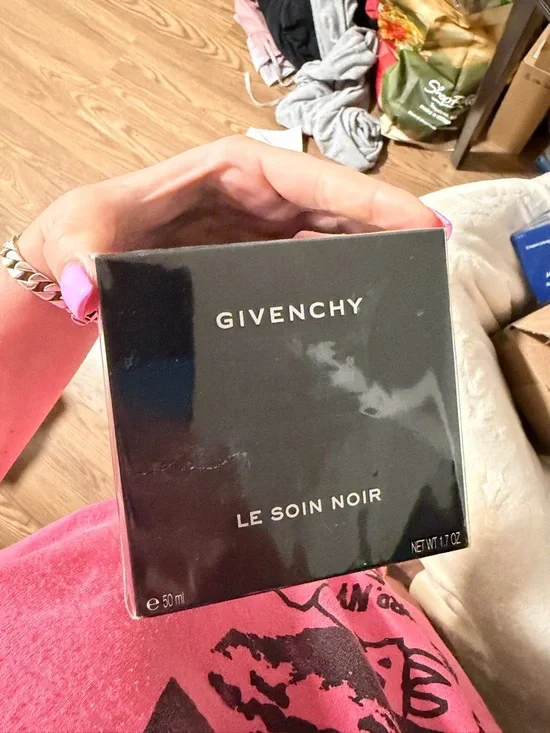 GIVENCHY
LE SOIN NOIR
e 50 ml
NET WT 1.7 OZ